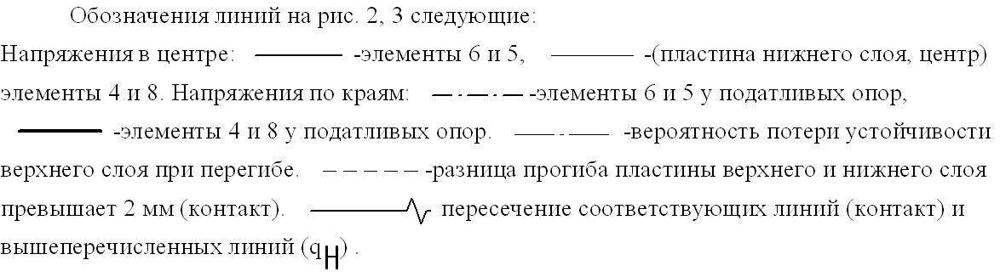 Обозначения линий на рис. 2, 3 следующие:
Напряжения в центре: -элементы 6 и 5, -(пластина нижнего слоя, центр)
элементы 4 и 8. Напряжения по краям: -элементы 6 и 5 у податливых опор,
-элементы 4 и 8 у податливых опор. -вероятность потери устойчивости
верхнего слоя при перегибе. -разница прогиба пластины верхнего и нижнего слоя
превышает 2 мм (контакт). пересечение соответствующих линий (контакт) и
вышеперечисленных линий (qH) .